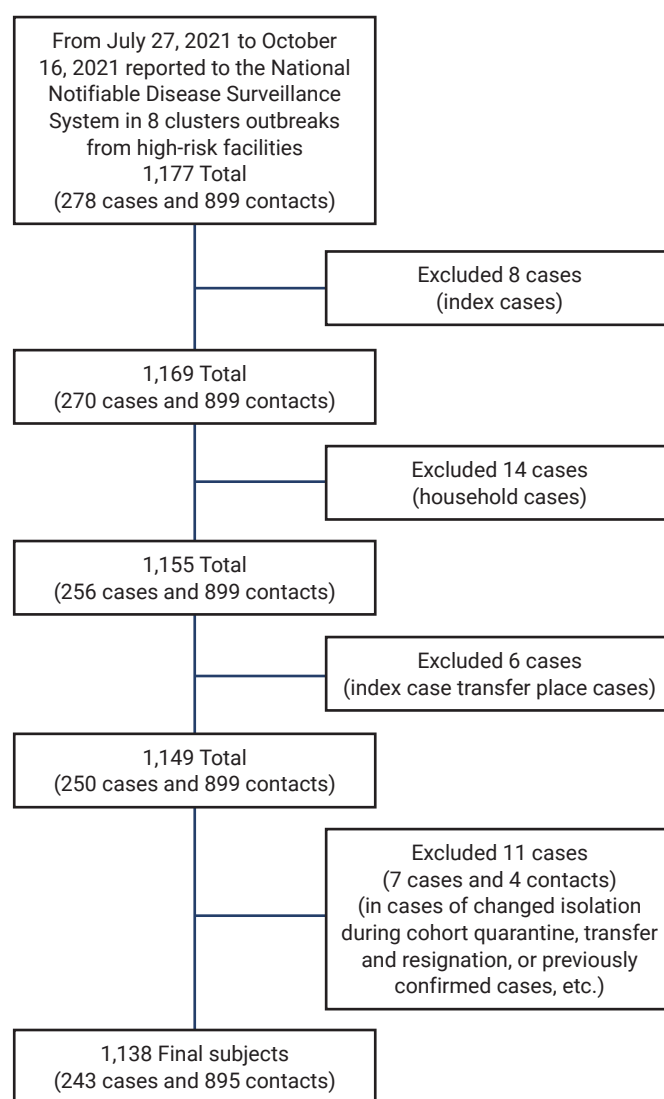 From July 27, 2021 to October
16, 2021 reported to the National
Notifiable Disease Surveillance
System in 8 clusters outbreaks
from high-risk facilities
1,177 Total
(278 cases and 899 contacts)
Excluded 8 cases
(index cases)
1,169 Total
(270 cases and 899 contacts)
Excluded 14 cases
(household cases)
1,155 Total
(256 cases and 899 contacts)
Excluded 6 cases
(index case transfer place cases)
1,149 Total
(250 cases and 899 contacts)
Excluded 11 cases
(7 cases and 4 contacts)
(in cases of changed isolation
during cohort quarantine, transfer
and resignation, or previously
confirmed cases, etc.)
1,138 Final subjects
(243 cases and 895 contacts)